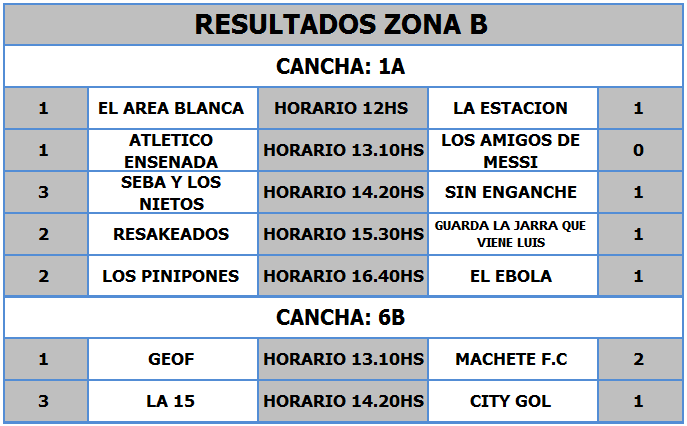 RESULTADOS ZONA B
CANCHA: 1A
1 EL AREA BLANCA HORARIO 12HS LA ESTACION 1
1 ATLETICO ENSENADA HORARIO 13.10HS LOS AMIGOS DE MESSI 0
3 SEBA Y LOS NIETOS HORARIO 14.20HS SIN ENGANCHE 1
2 RESAKEADOS HORARIO 15.30HS GUARDA LA JARRA QUE VIENE LUIS 1
2 LOS PINIPONES HORARIO 16.40HS EL EBOLA 1
CANCHA: 6B
1 GEOF HORARIO 13.10HS MACHETE F.C 2
3 LA 15 HORARIO 14.20HS CITY GOL 1